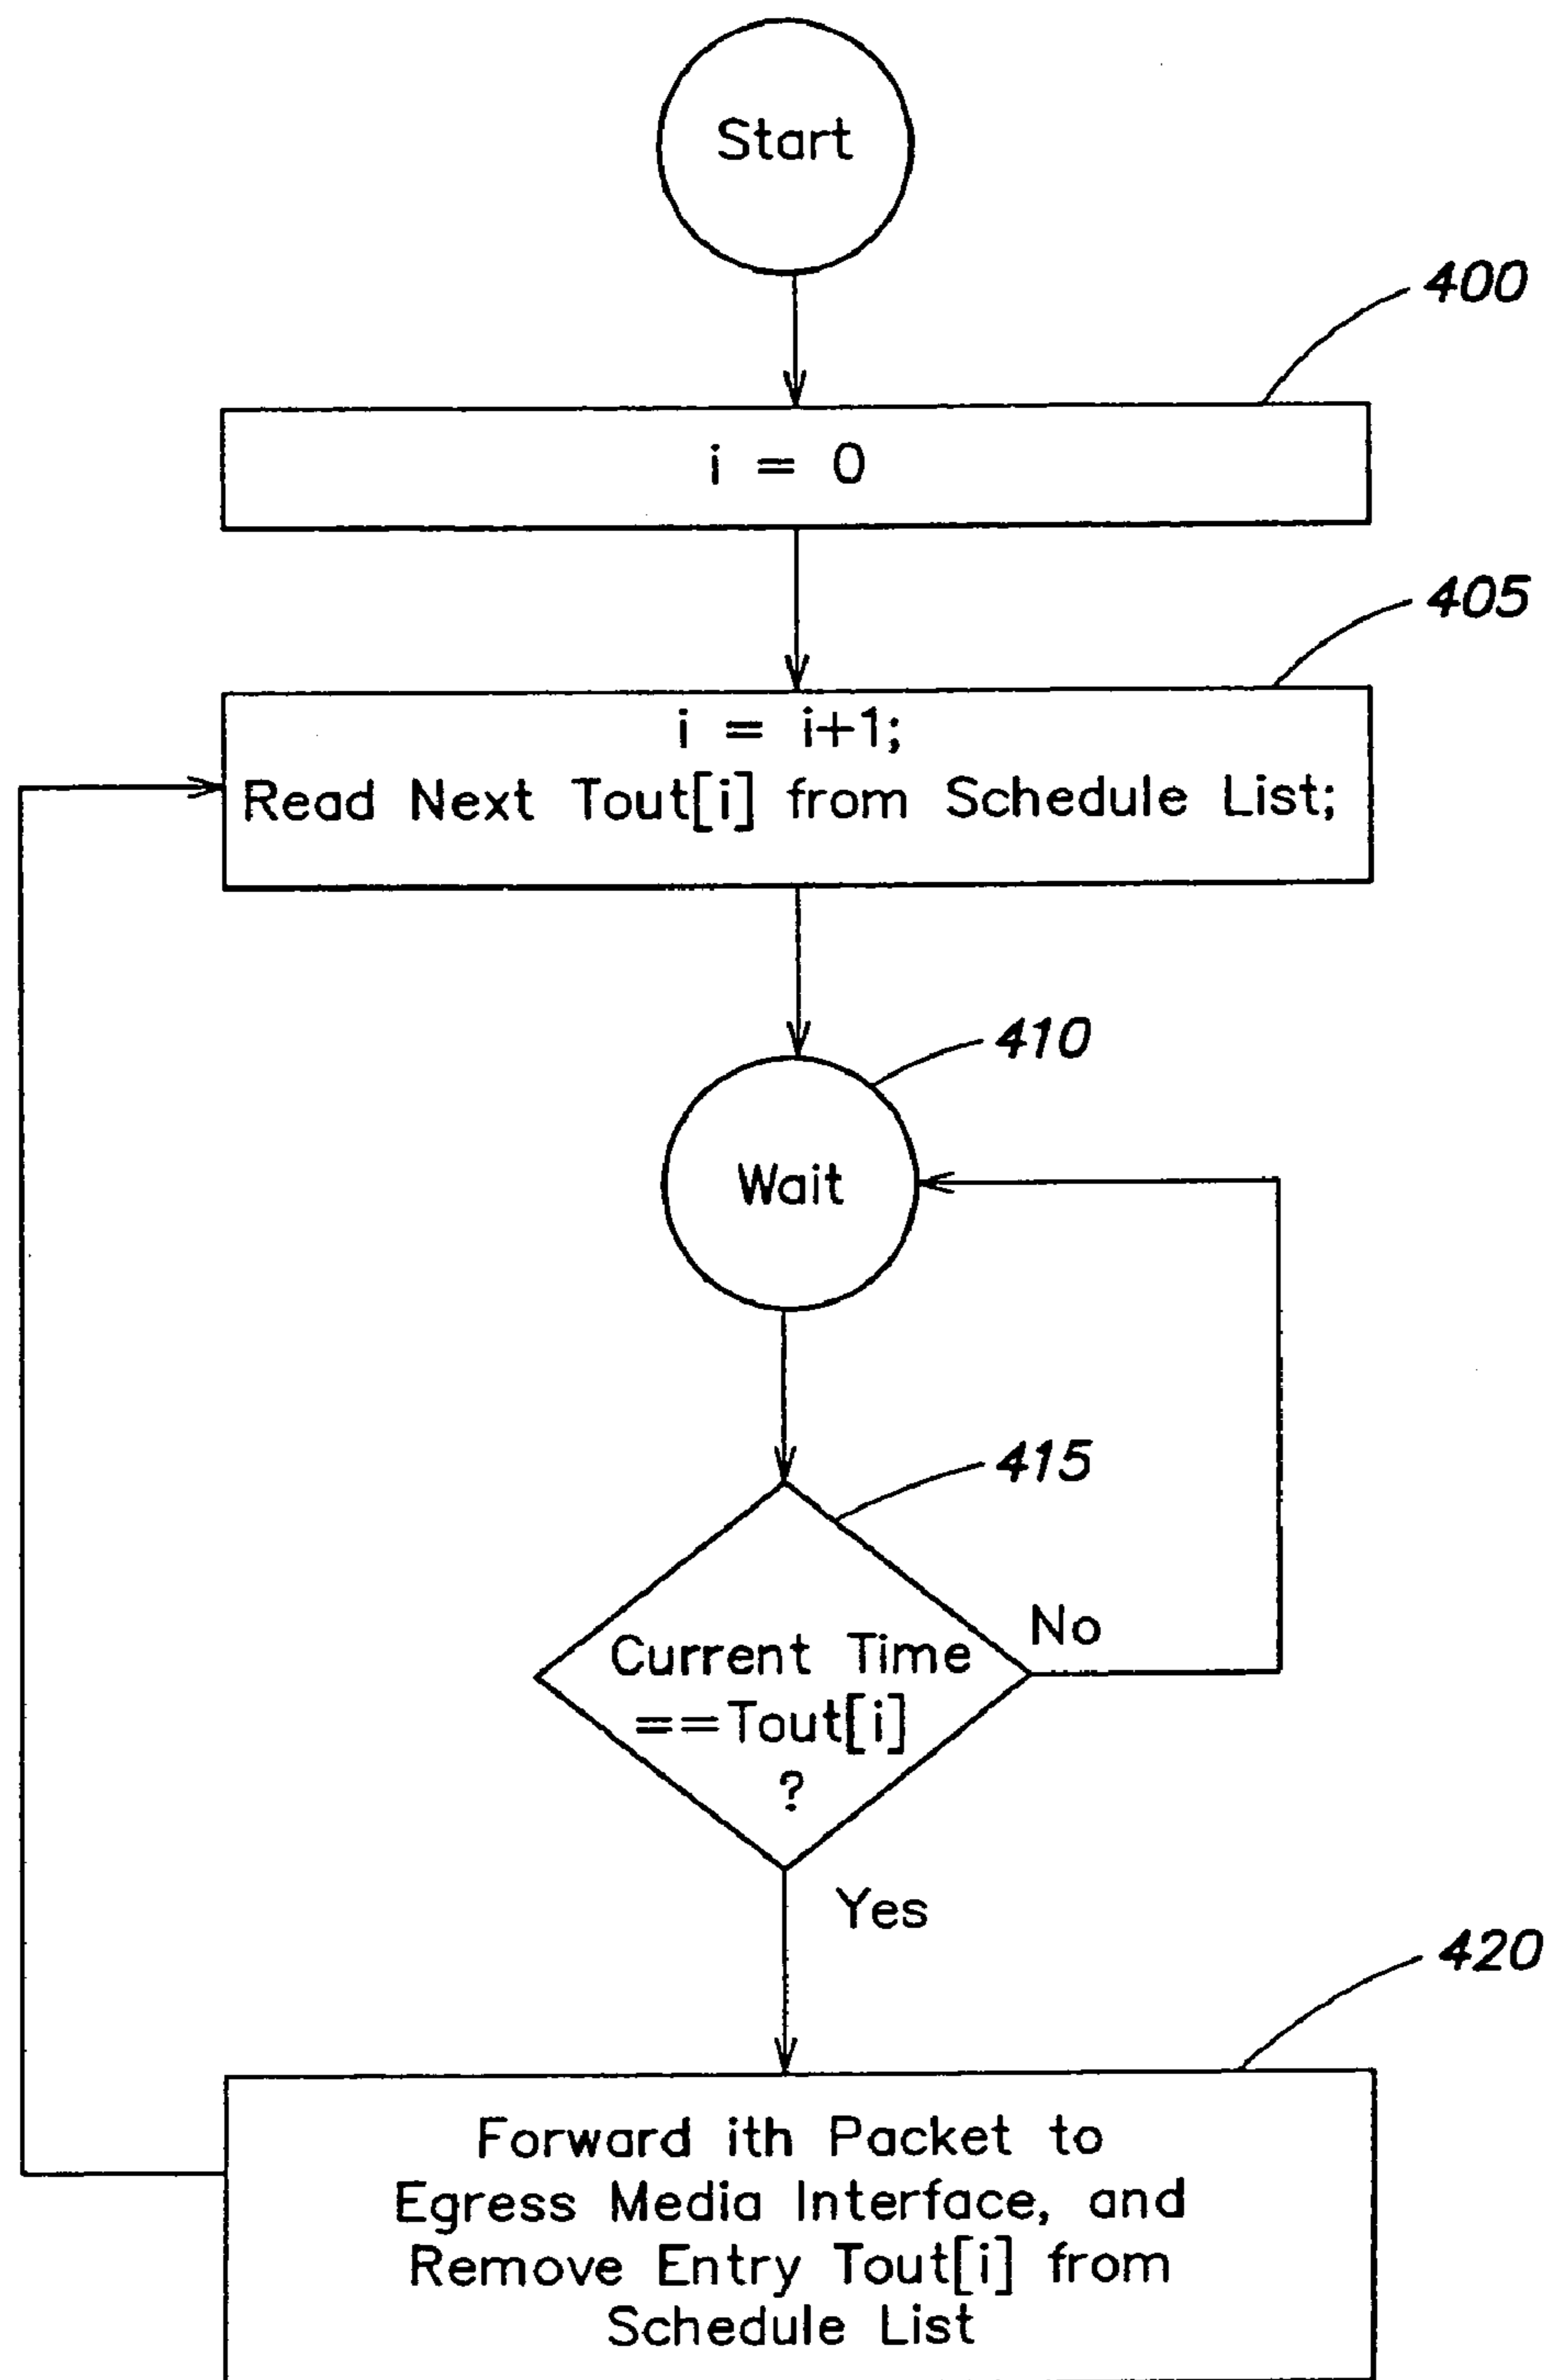 Start
400
i = 0
405
i = i+1;
Read Next Tout[i] from Schedule List;
410
Wait
415
No
Current Time
==Tout[i]
?
Yes
420
Forward ith Packet to
Egress Media Interface, and
Remove Entry Tout[i] from
Schedule List